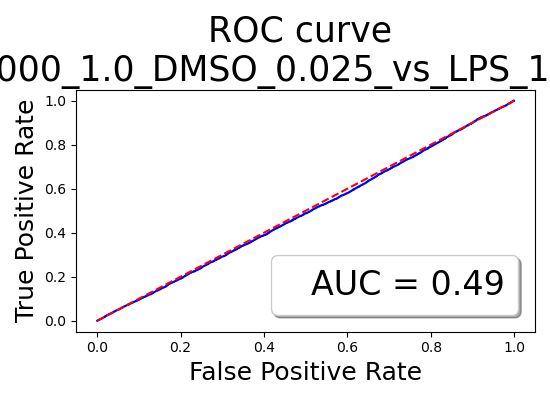 ROC curve
000_1.0_DMSO_0.025_vs_LPS_1
1.0
0.8
0.6
0.4
0.2
0.0
True Positive Rate
AUC = 0.49
0.0 0.2 0.4 0.6 0.8 1.0
False Positive Rate